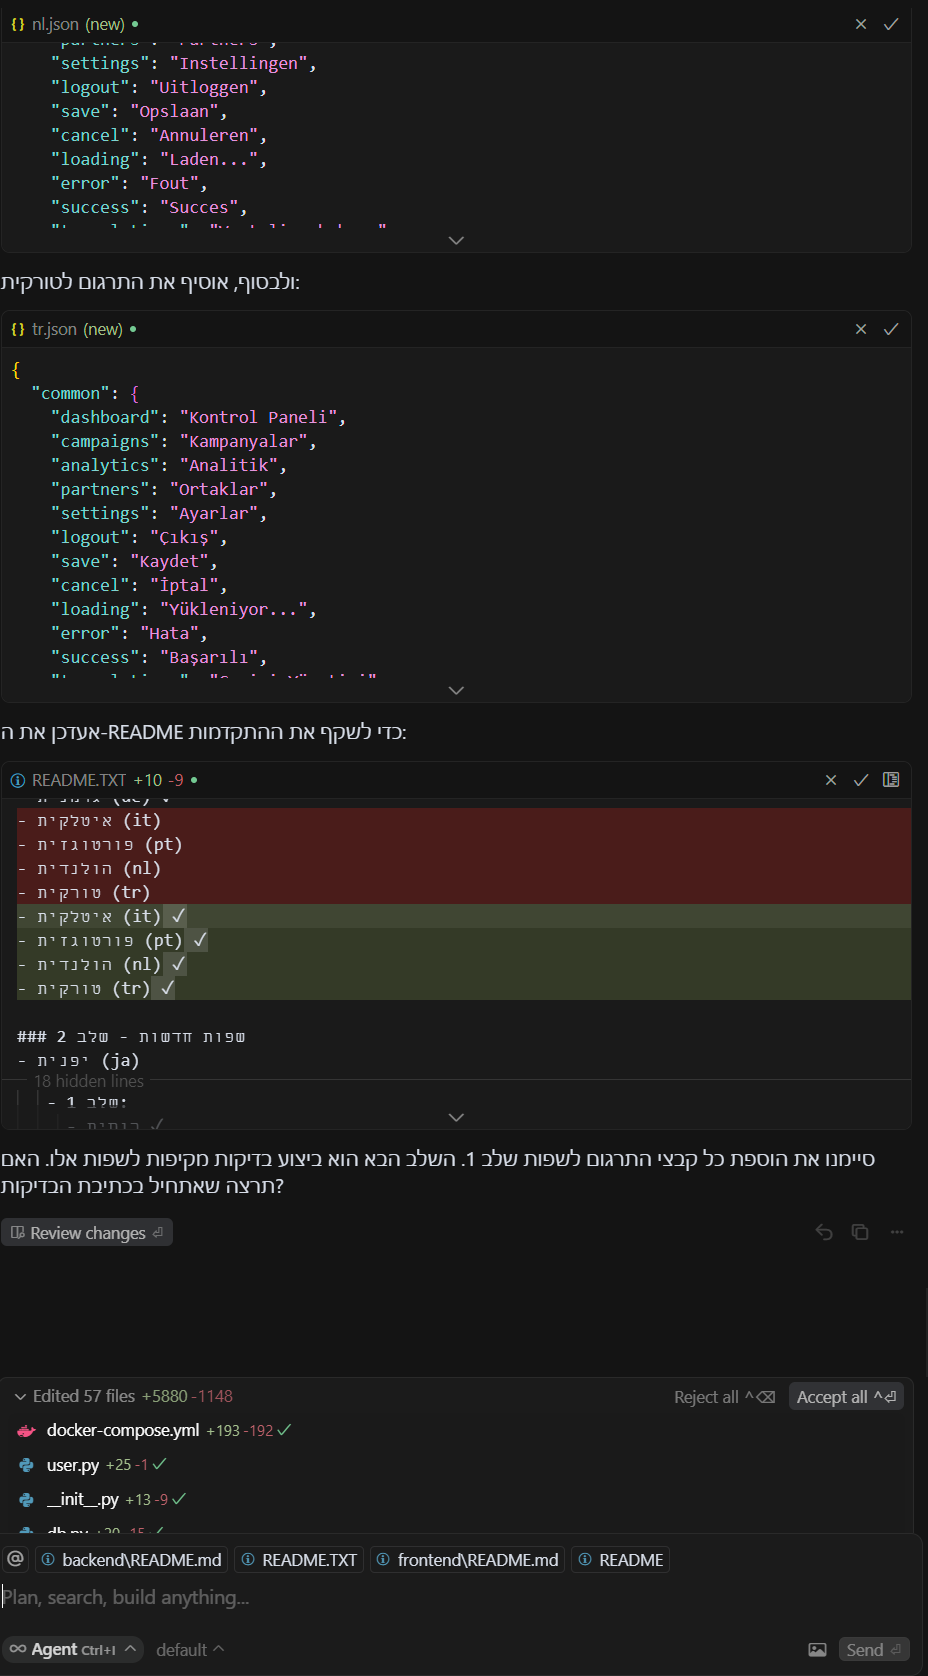 {} nl.json (new)
"settings": "Instellingen",
"logout": "Uitloggen",
"save": "Opslaan",
"cancel": "Annuleren",
"loading": "Laden...",
"error": "Fout",
"success": "Succes",
ולבסוף, אוסיף את התרגום לטורקית:
{} tr.json (new)
{
"common": {
"dashboard": "Kontrol Paneli",
"campaigns": "Kampanyalar",
"analytics": "Analitik",
"partners": "Ortaklar",
"settings": "Ayarlar",
"logout": "Çıkış",
"save": "Kaydet",
"cancel": "İptal",
"loading": "Yükleniyor...",
"error": "Hata",
"success": "Başarılı",
אעדכן את ה-README כדי לשקף את ההתקדמות:
README.TXT +10 -9
- איטלקית (it)
- פורטוגזית (pt)
- הולנדית (nl)
- טורקית (tr)
- איטלקית (it) ✓
- פורטוגזית (pt) ✓
- הולנדית (nl) ✓
- טורקית (tr) ✓
### שפות חדשות - שלב 2
- יפנית (ja)
18 hidden lines
- שלב 1:
סיימנו את הוספת כל קבצי התרגום לשפות שלב 1. השלב הבא הוא ביצוע בדיקות מקיפות לשפות אלו. האם
תרצה שאתחיל בכתיבת הבדיקות?
Review changes ⏎
Edited 57 files +5880 -1148 Reject all ^⌫ Accept all ^⏎
docker-compose.yml +193 -192 ✓
user.py +25 -1 ✓
__init__.py +13 -9 ✓
@ backend\README.md README.TXT frontend\README.md README
Plan, search, build anything...
∞ Agent Ctrl+I default Send ⏎